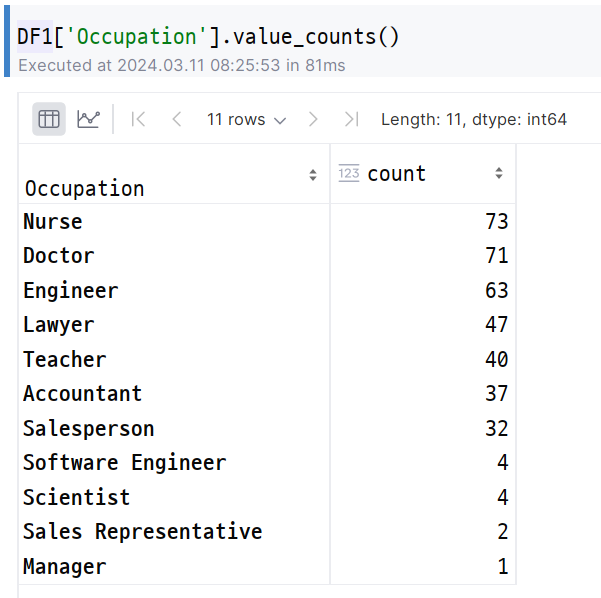 DF1['Occupation'].value_counts()
Executed at 2024.03.11 08:25:53 in 81ms
11 rows Length: 11, dtype: int64
Occupation 123 count
Nurse 73
Doctor 71
Engineer 63
Lawyer 47
Teacher 40
Accountant 37
Salesperson 32
Software Engineer 4
Scientist 4
Sales Representative 2
Manager 1